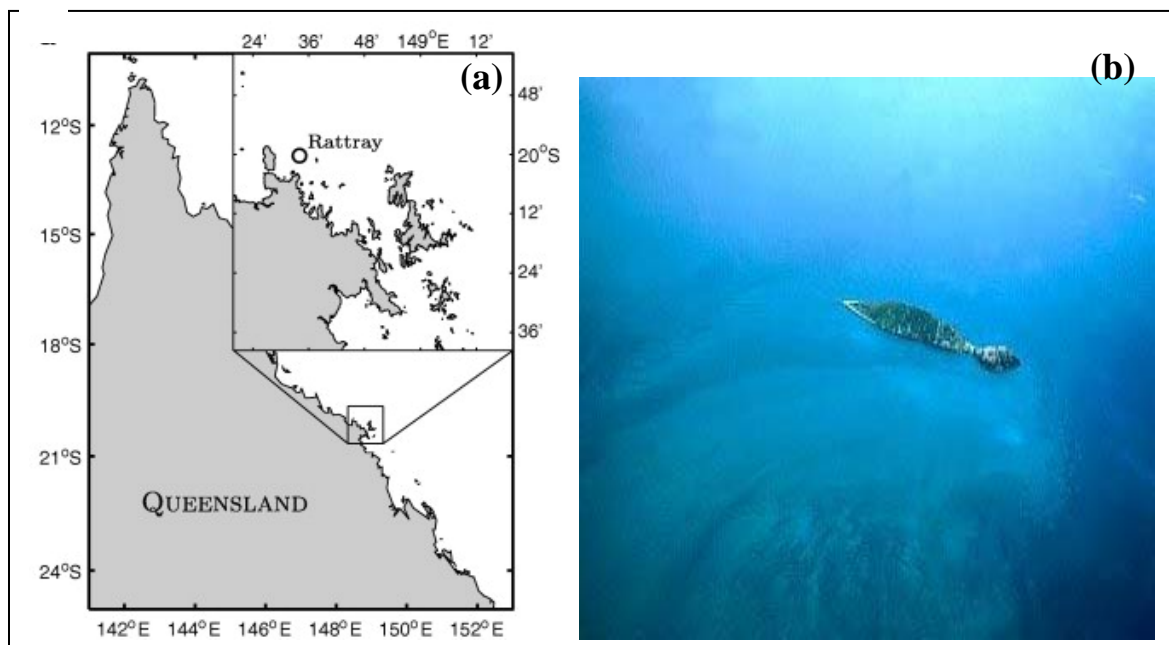 24' 36' 48' 149°E 12'
(a)
(b)
48'
Rattray
20°S
12'
24'
36'
12°S
15°S
18°S
21°S
24°S
QUEENSLAND
142°E 144°E 146°E 148°E 150°E 152°E